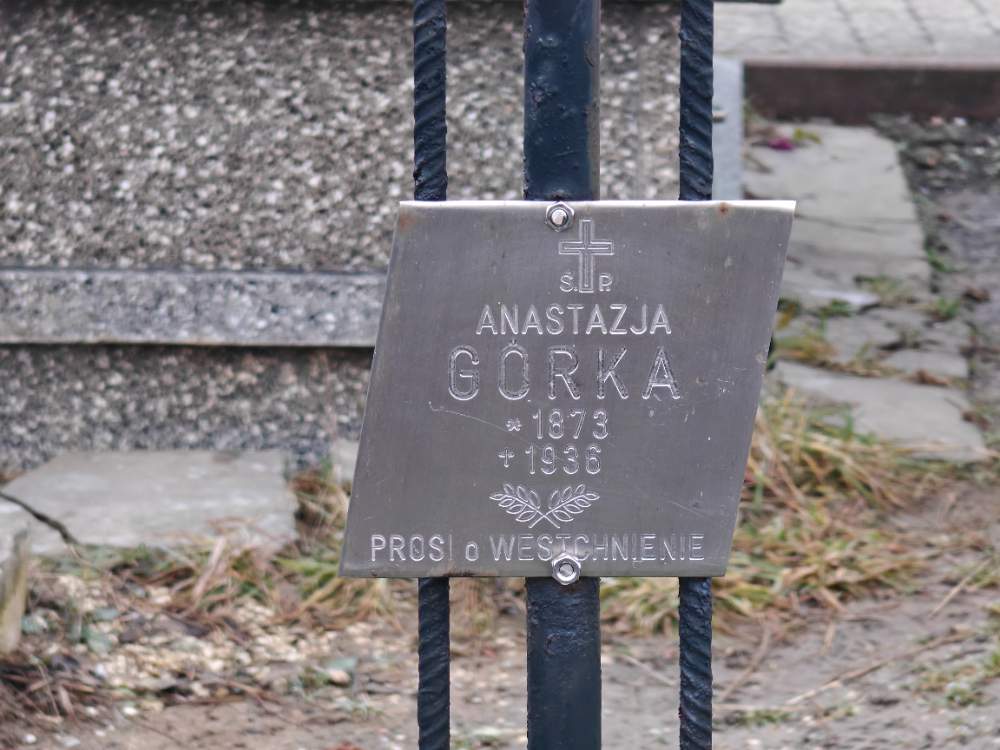 Ś. P.
ANASTAZJA
GÓRKA
* 1873
✝ 1936
PROSI o WESTCHNIENIE